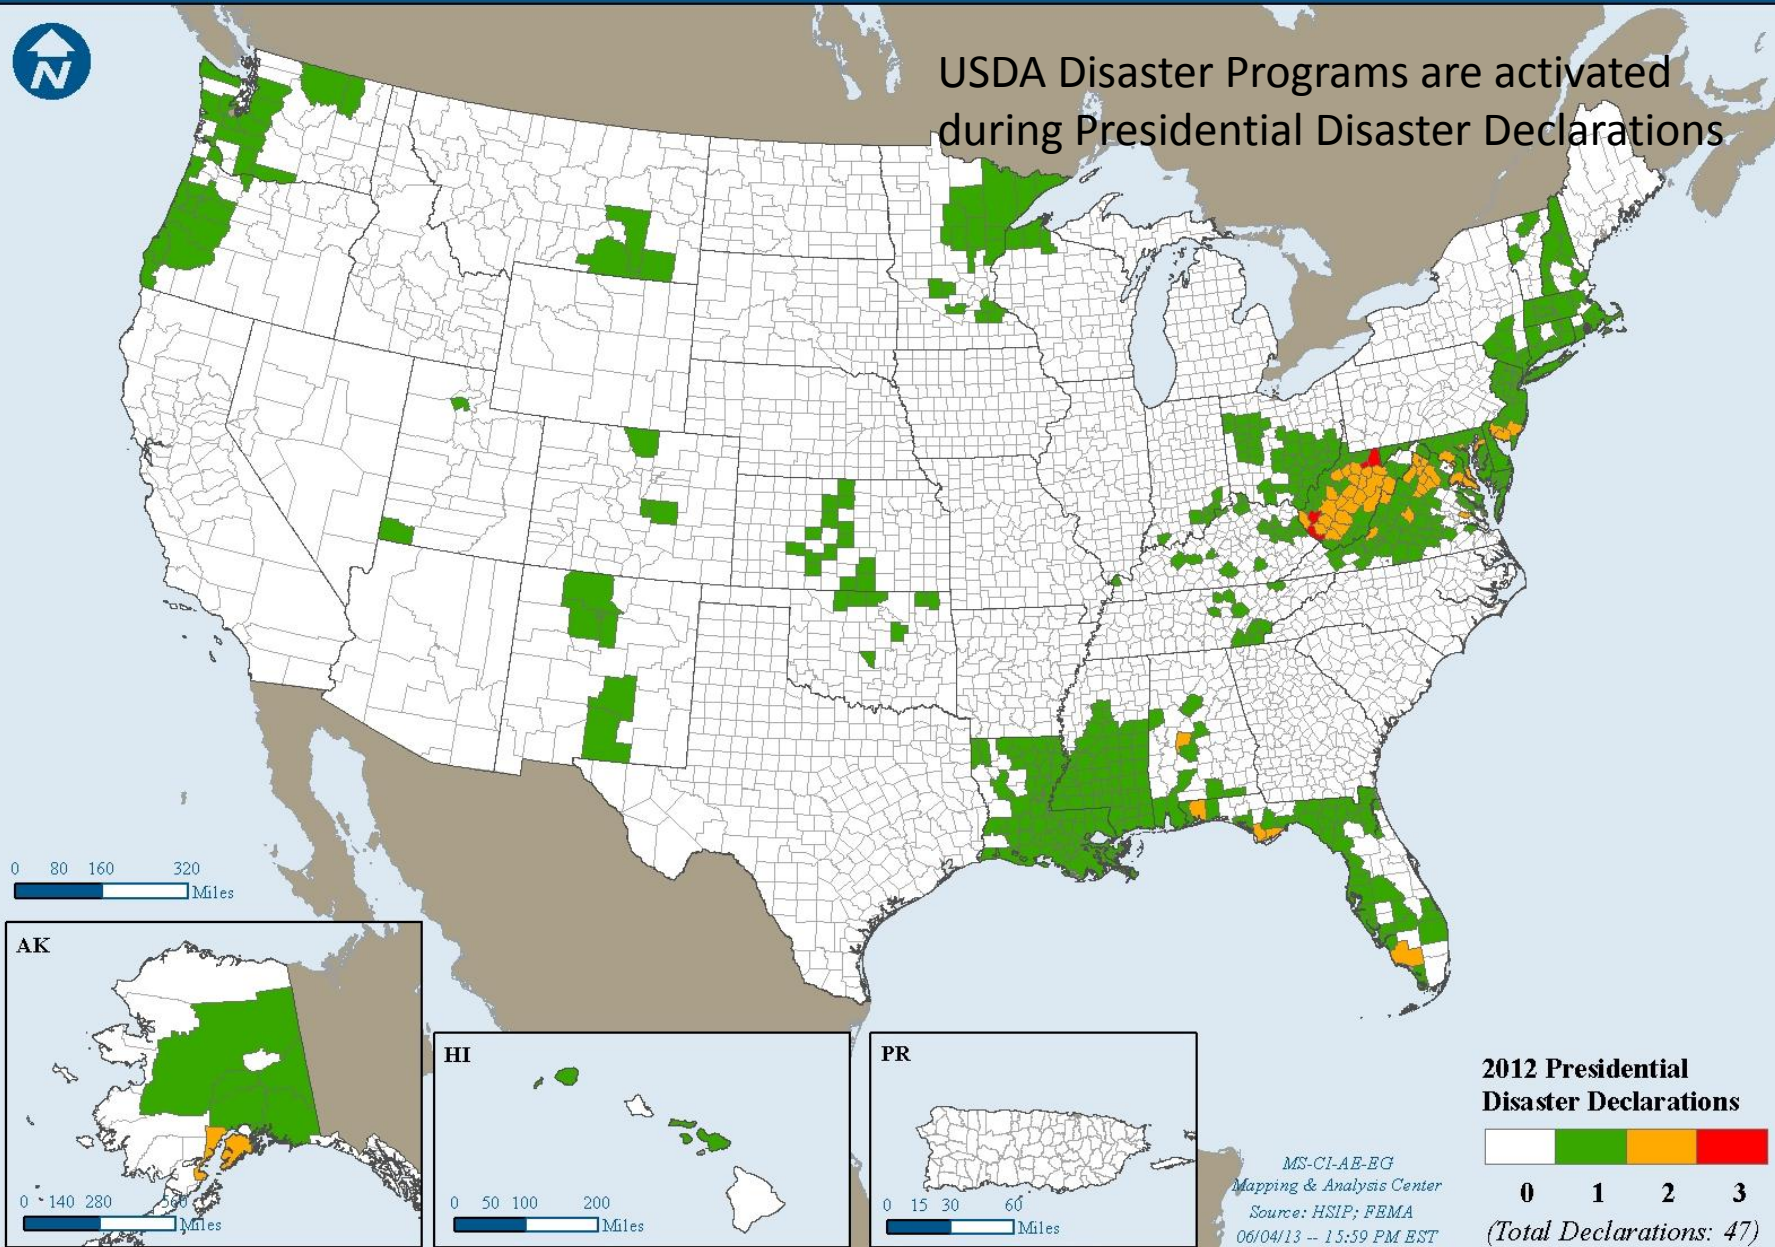 N
USDA Disaster Programs are activated
during Presidential Disaster Declarations
0 80 160 320
Miles
AK
0 140 280 560
Miles
HI
0 50 100 200
Miles
PR
0 15 30 60
Miles
MS-CI-AE-EG
Mapping & Analysis Center
Source: HSIP; FEMA
06/04/13 -- 15:59 PM EST
2012 Presidential
Disaster Declarations
0 1 2 3
(Total Declarations: 47)